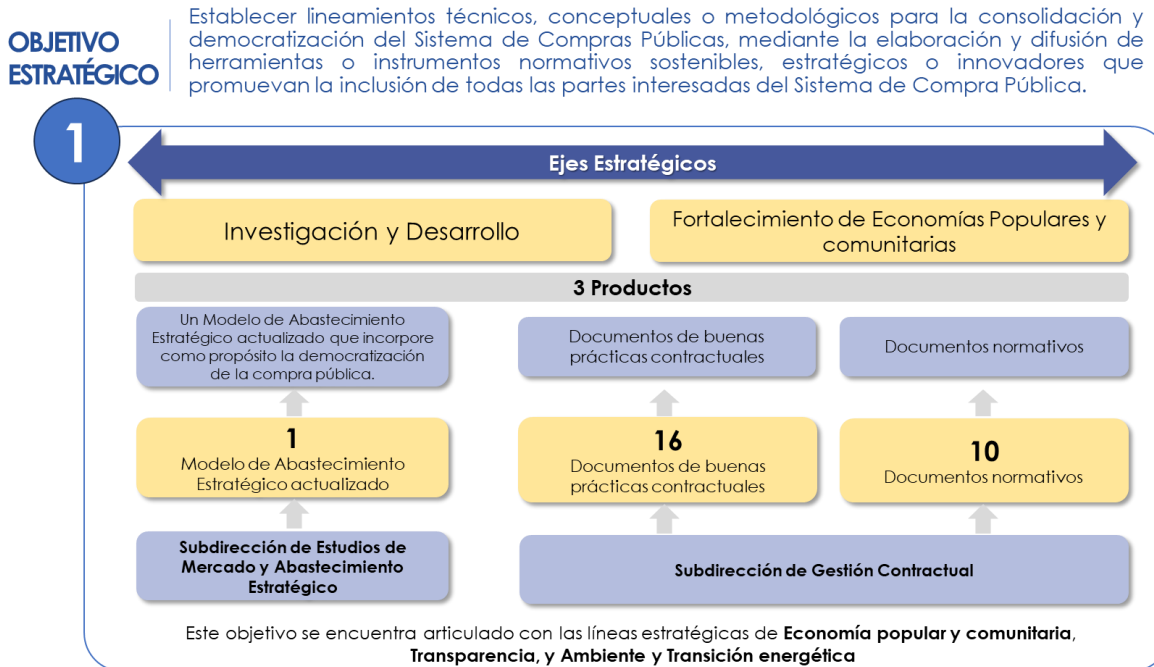 OBJETIVO
ESTRATÉGICO
Establecer lineamientos técnicos, conceptuales o metodológicos para la consolidación y
democratización del Sistema de Compras Públicas, mediante la elaboración y difusión de
herramientas o instrumentos normativos sostenibles, estratégicos o innovadores que
promuevan la inclusión de todas las partes interesadas del Sistema de Compra Pública.
1
Ejes Estratégicos
Investigación y Desarrollo
Fortalecimiento de Economías Populares y
comunitarias
3 Productos
Un Modelo de Abastecimiento
Estratégico actualizado que incorpore
como propósito la democratización
de la compra pública.
Documentos de buenas
prácticas contractuales
Documentos normativos
1
Modelo de Abastecimiento
Estratégico actualizado
16
Documentos de buenas
prácticas contractuales
10
Documentos normativos
Subdirección de Estudios de
Mercado y Abastecimiento
Estratégico
Subdirección de Gestión Contractual
Este objetivo se encuentra articulado con las líneas estratégicas de Economía popular y comunitaria,
Transparencia, y Ambiente y Transición energética